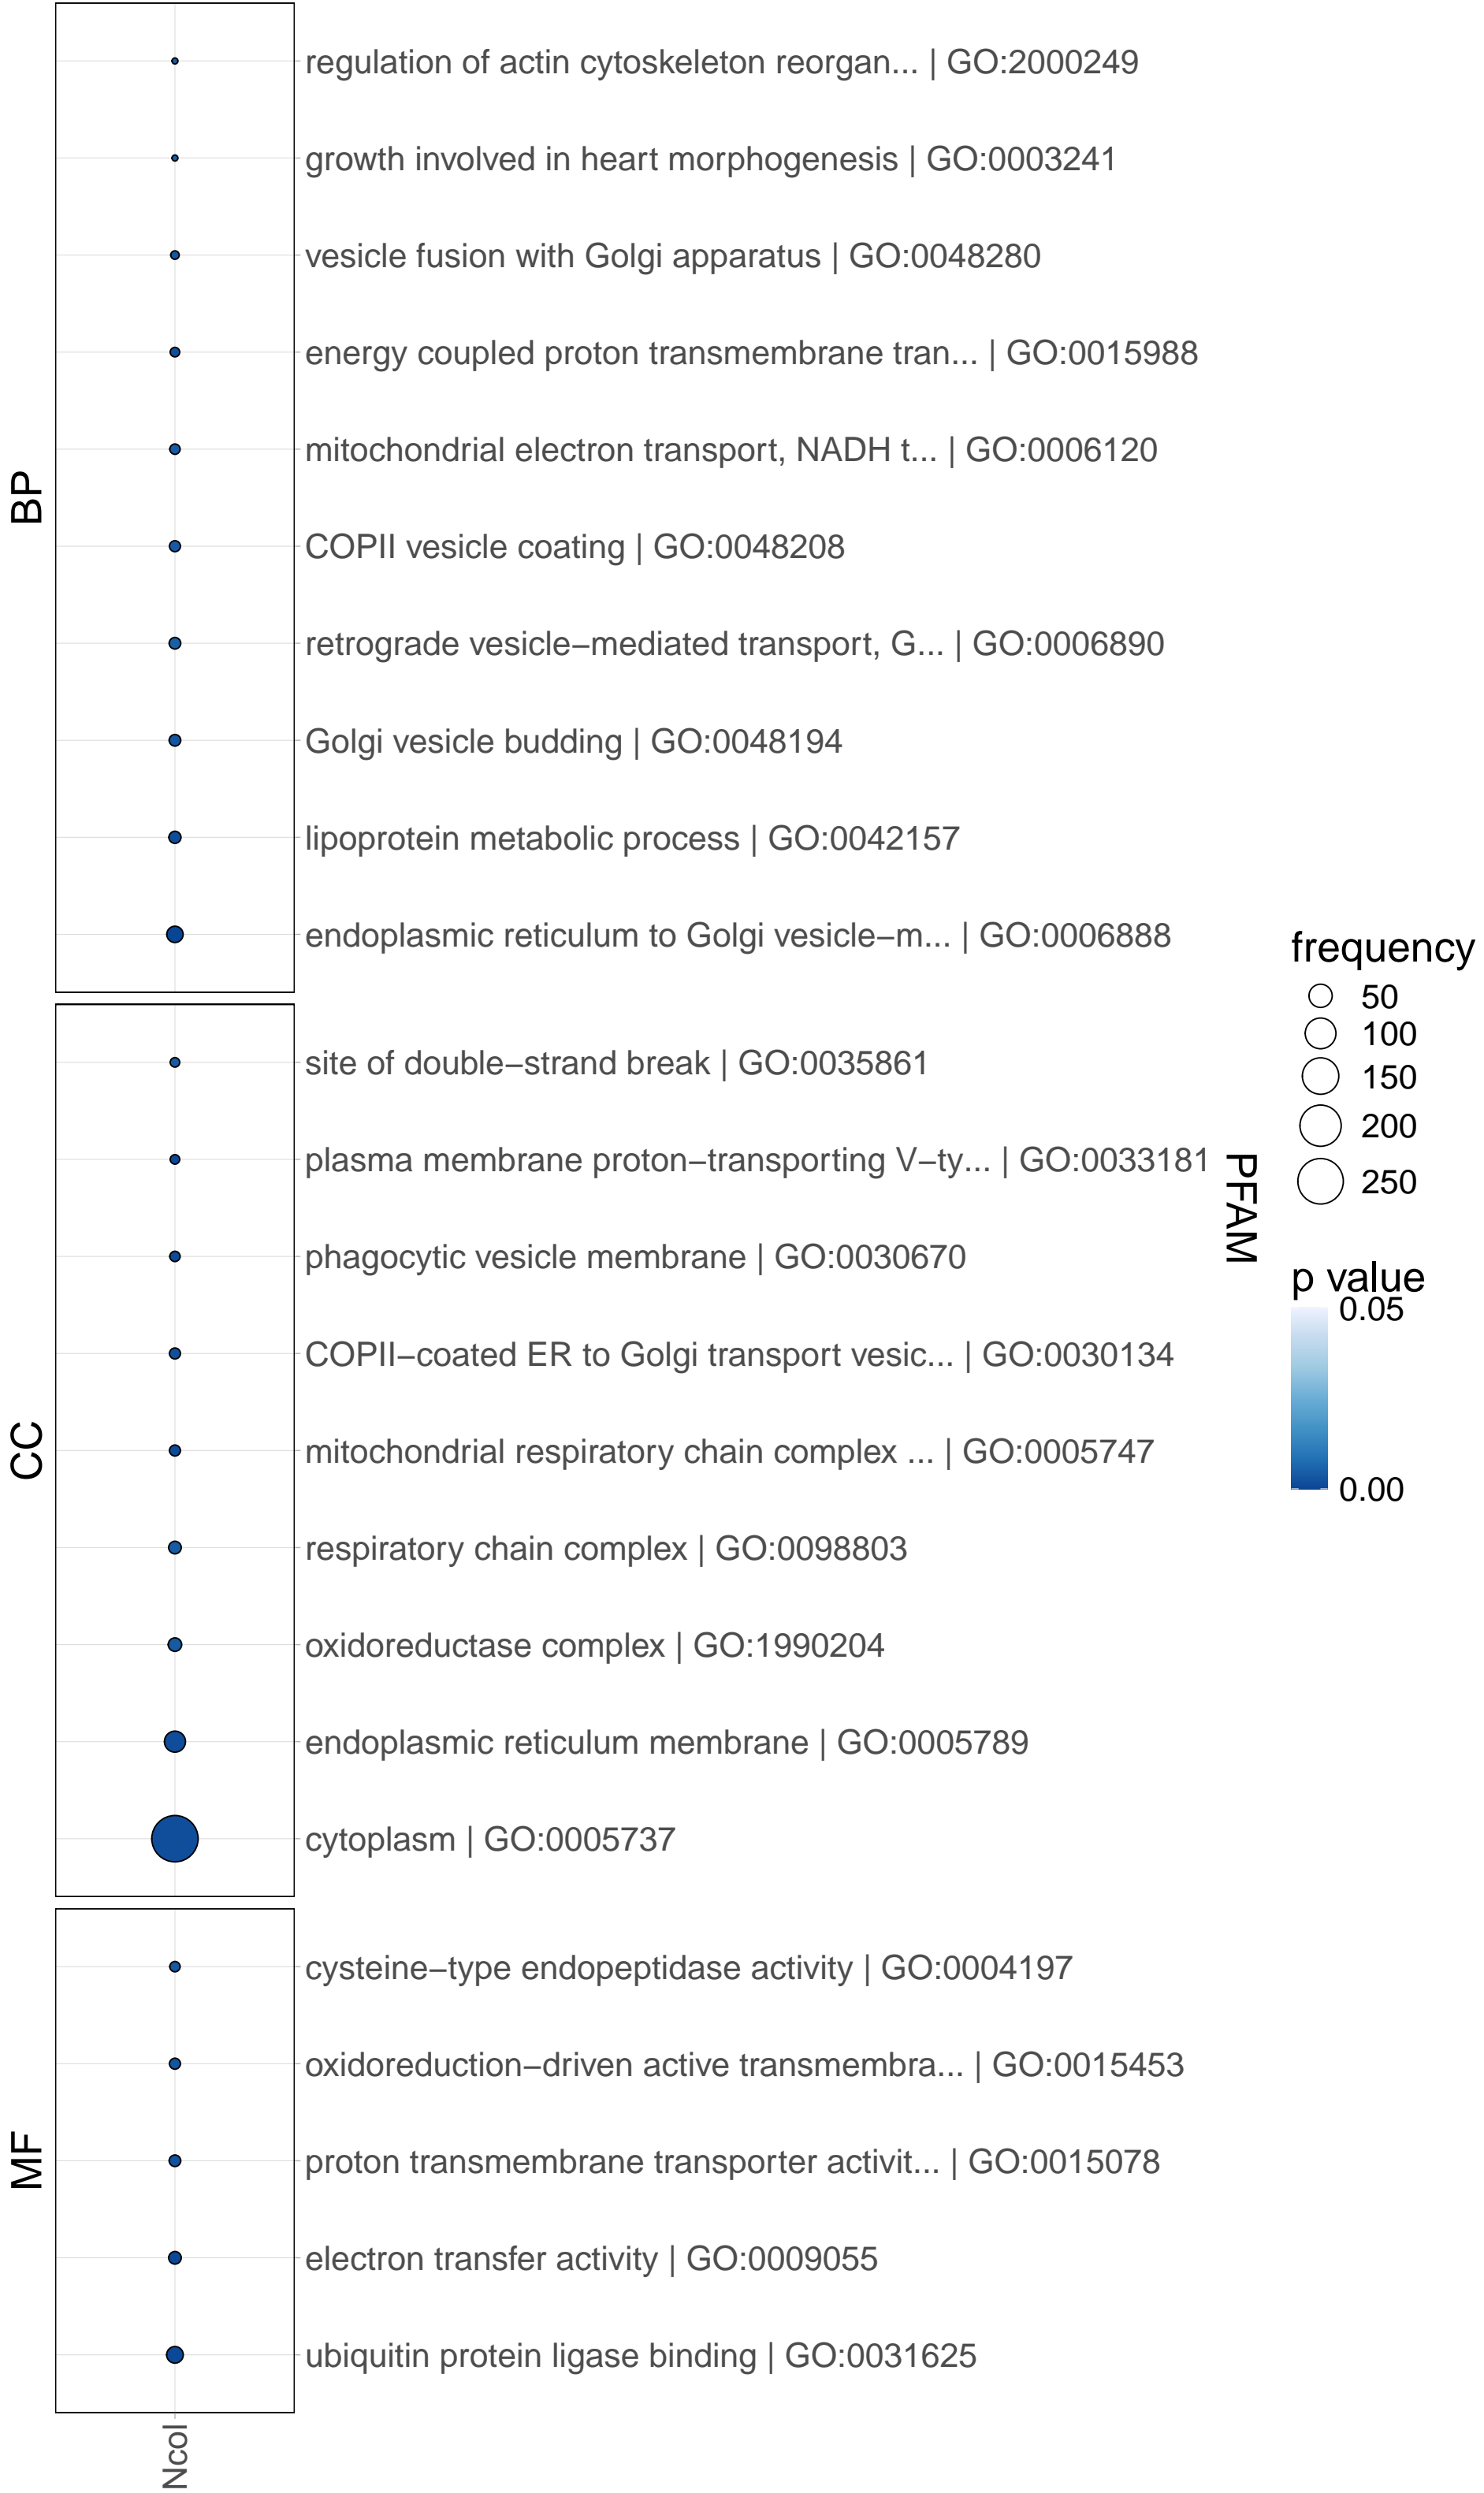 BP
regulation of actin cytoskeleton reorgan... | GO:2000249
growth involved in heart morphogenesis | GO:0003241
vesicle fusion with Golgi apparatus | GO:0048280
energy coupled proton transmembrane tran... | GO:0015988
mitochondrial electron transport, NADH t... | GO:0006120
COPII vesicle coating | GO:0048208
retrograde vesicle−mediated transport, G... | GO:0006890
Golgi vesicle budding | GO:0048194
lipoprotein metabolic process | GO:0042157
endoplasmic reticulum to Golgi vesicle−m... | GO:0006888
CC
site of double−strand break | GO:0035861
plasma membrane proton−transporting V−ty... | GO:0033181
phagocytic vesicle membrane | GO:0030670
COPII−coated ER to Golgi transport vesic... | GO:0030134
mitochondrial respiratory chain complex ... | GO:0005747
respiratory chain complex | GO:0098803
oxidoreductase complex | GO:1990204
endoplasmic reticulum membrane | GO:0005789
cytoplasm | GO:0005737
MF
cysteine−type endopeptidase activity | GO:0004197
oxidoreduction−driven active transmembra... | GO:0015453
proton transmembrane transporter activit... | GO:0015078
electron transfer activity | GO:0009055
ubiquitin protein ligase binding | GO:0031625
Ncol
PFAM
frequency
50
100
150
200
250
p value
0.05
0.00